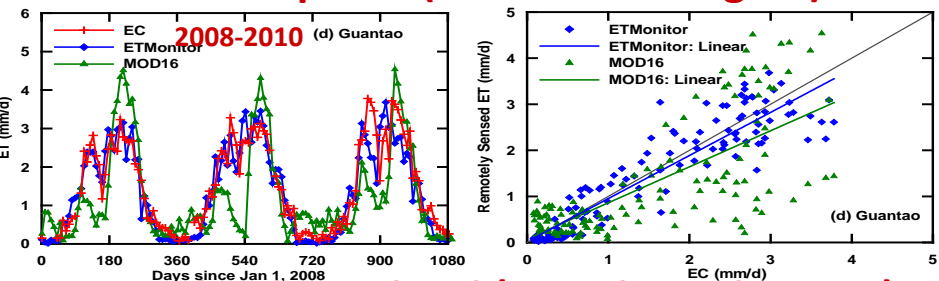 2008-2010
(d) Guantao
EC
ETMonitor
MOD16
ET (mm/d)
6
5
4
3
2
1
0
0 180 360 540 720 900 1080
Days since Jan 1, 2008
ETMonitor
ETMonitor: Linear
MOD16
MOD16: Linear
Remotely Sensed ET (mm/d)
5
4
3
2
1
0
(d) Guantao
0 1 2 3 4 5
EC (mm/d)